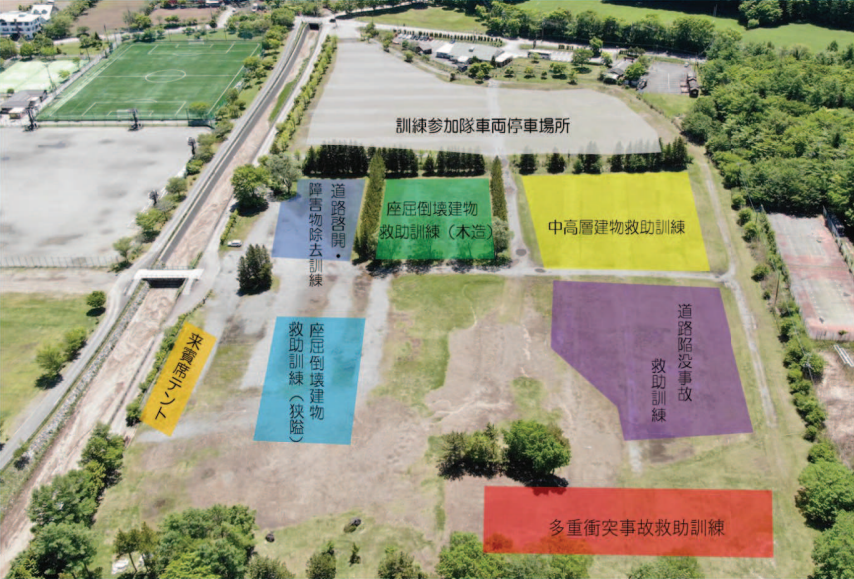 訓練参加隊車両停車場所
道路啓開・
障害物除去訓練
座屈倒壊建物
救助訓練（木造）
中高層建物救助訓練
来賓席テント
座屈倒壊建物
救助訓練（狭隘）
道路陥没事故
救助訓練
多重衝突事故救助訓練